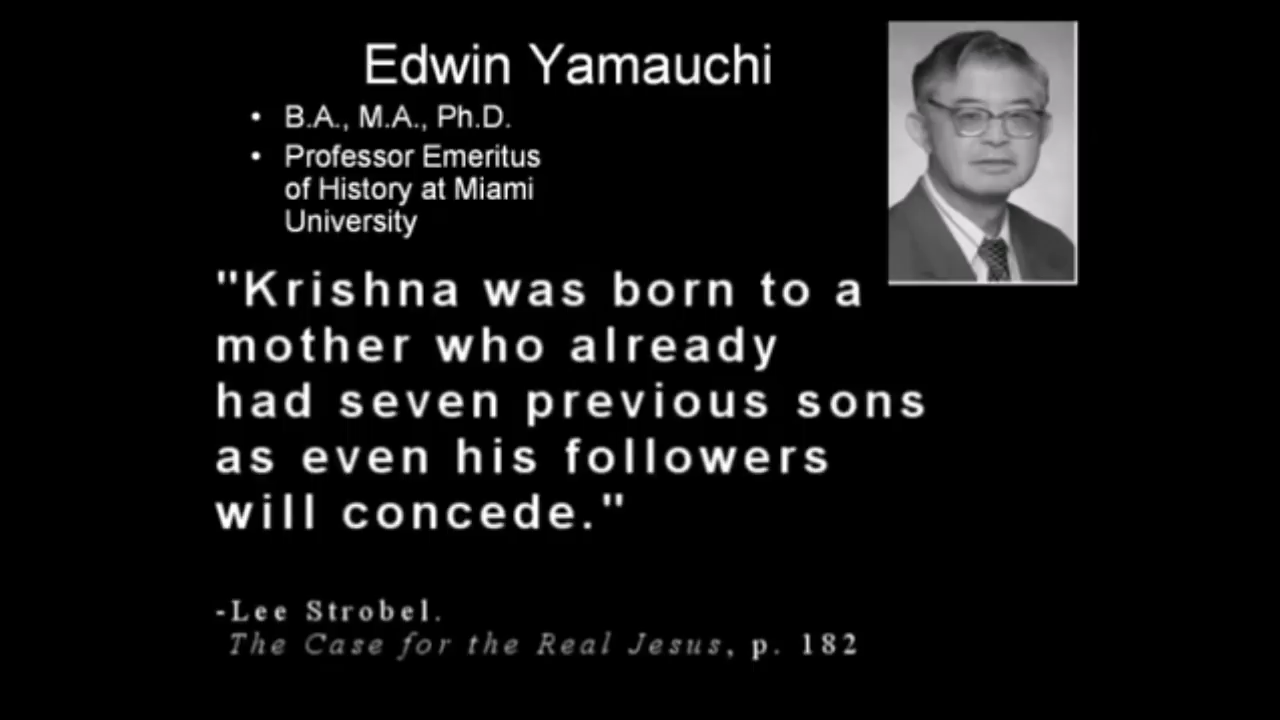 Edwin Yamauchi
• B.A., M.A., Ph.D.
• Professor Emeritus
of History at Miami
University
"Krishna was born to a
mother who already
had seven previous sons
as even his followers
will concede."
-Lee Strobel.
The Case for the Real Jesus, p. 182